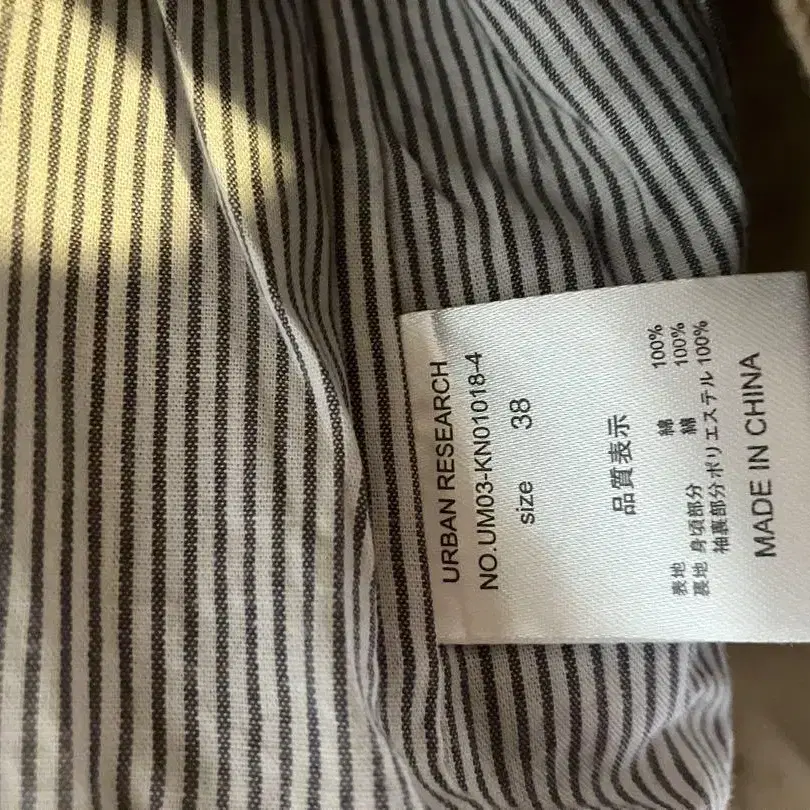 URBAN RESEARCH
NO.UM03-KN01018-4
size 38
品質表示
表地 綿 100%
裏地 身頃部分 綿 100%
袖裏部分 ポリエステル 100%
MADE IN CHINA